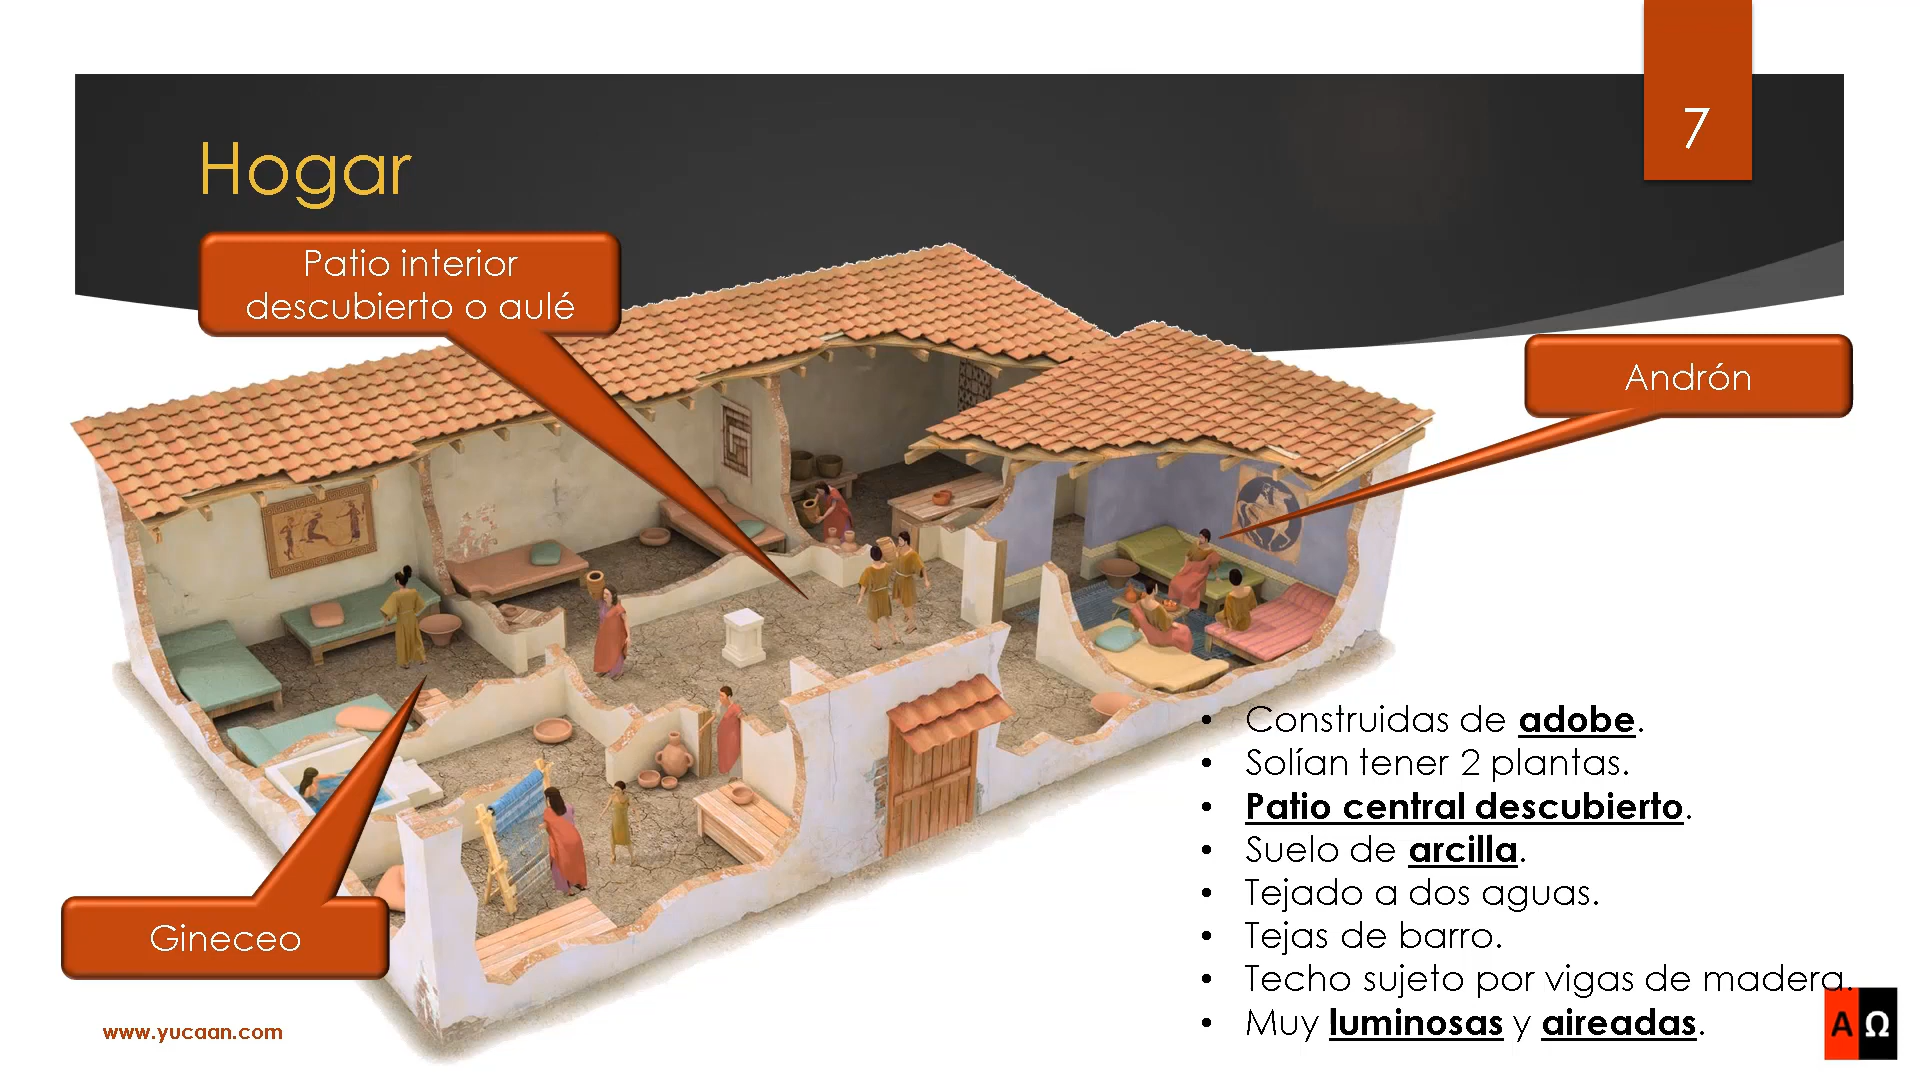 7
Hogar
Patio interior
descubierto o aulé
Andrón
Gineceo
• Construidas de adobe.
• Solían tener 2 plantas.
• Patio central descubierto.
• Suelo de arcilla.
• Tejado a dos aguas.
• Tejas de barro.
• Techo sujeto por vigas de madera.
• Muy luminosas y aireadas.
www.yucaan.com
A Ω